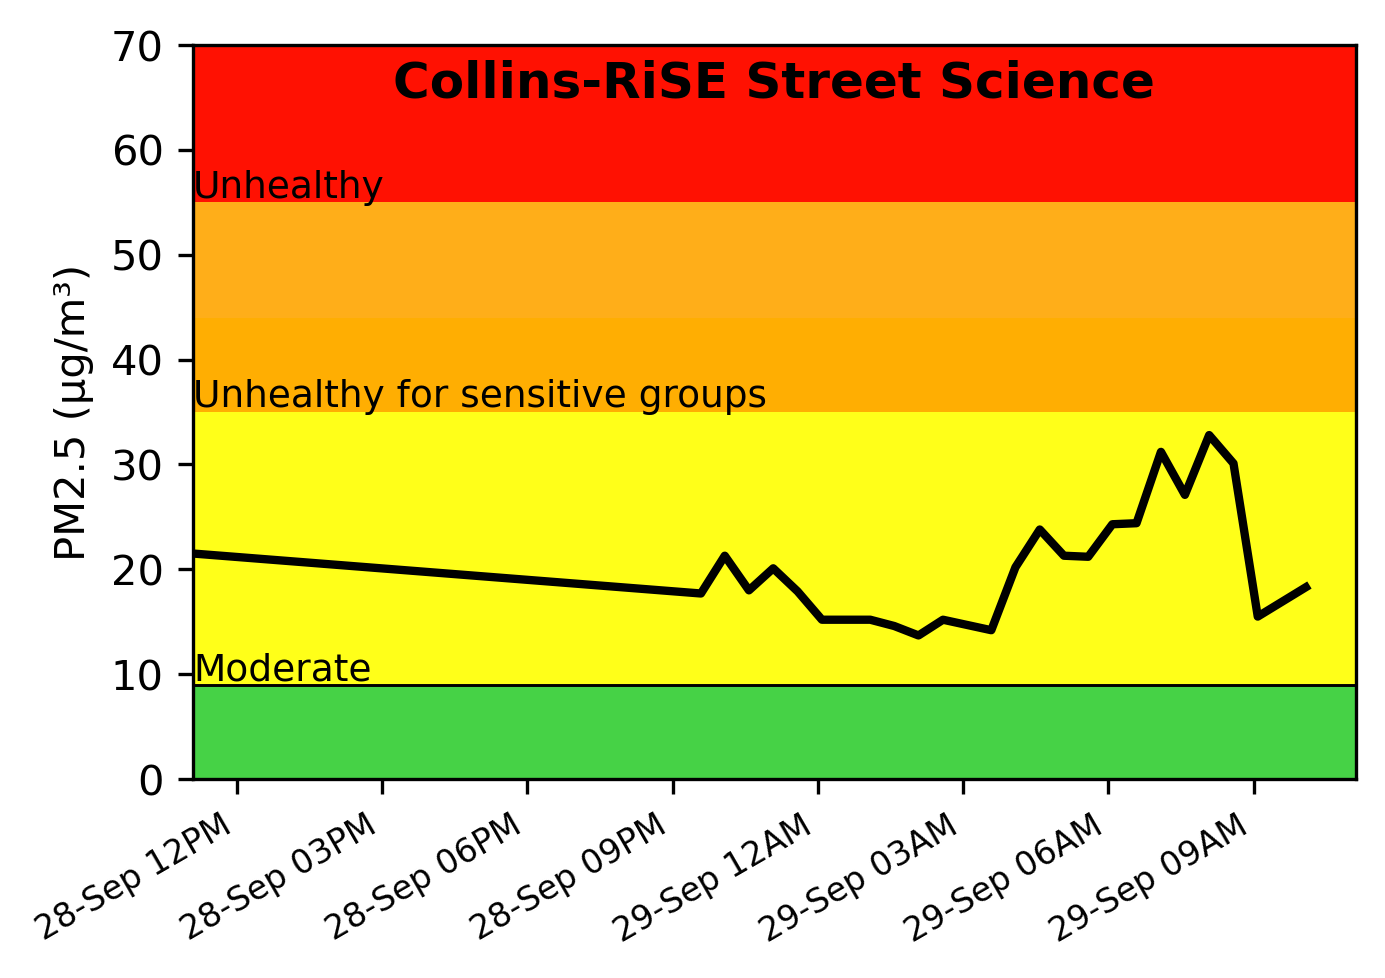 Collins-RiSE Street Science
70
60
50
40
30
20
10
0
PM2.5 (µg/m³)
Unhealthy
Unhealthy for sensitive groups
Moderate
28-Sep 12PM
28-Sep 03PM
28-Sep 06PM
28-Sep 09PM
29-Sep 12AM
29-Sep 03AM
29-Sep 06AM
29-Sep 09AM